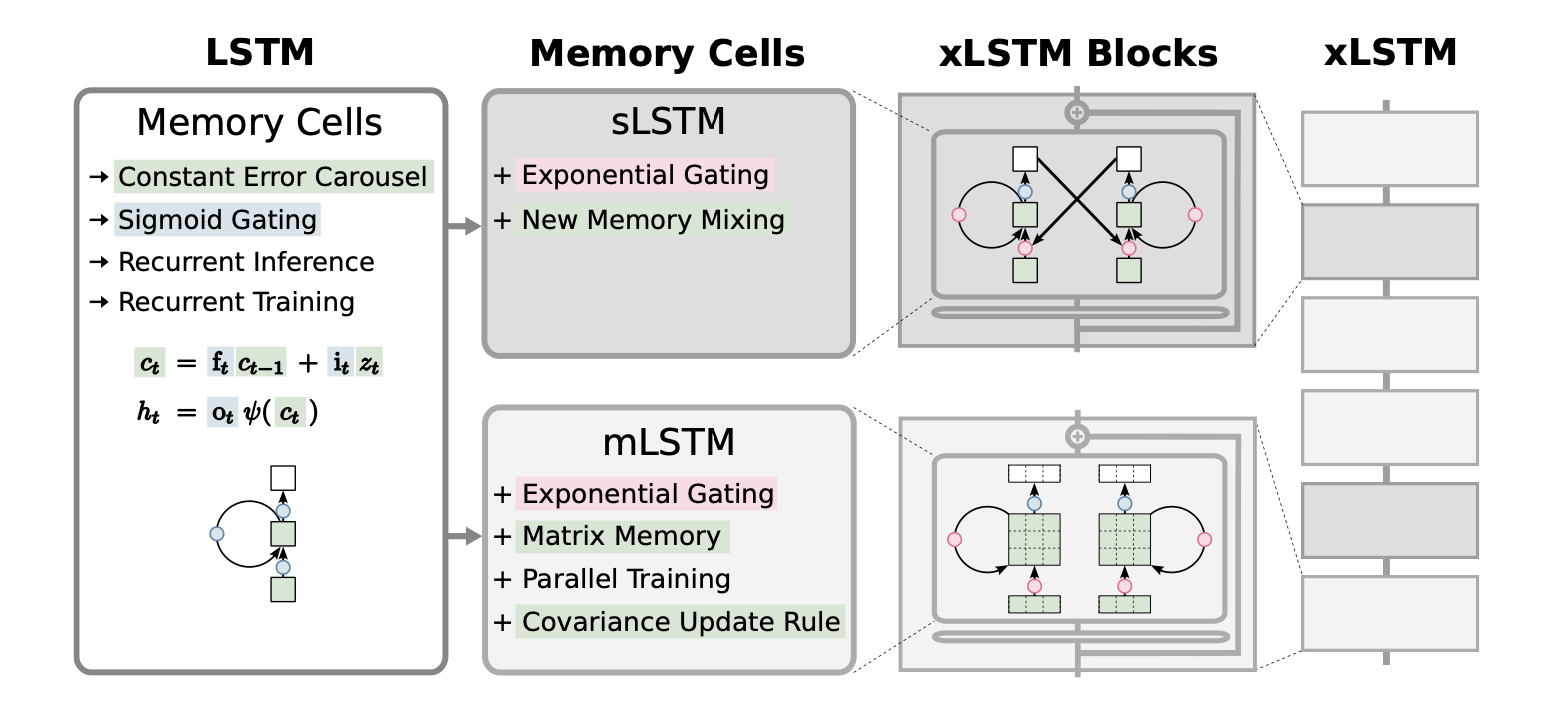 LSTM
Memory Cells
xLSTM Blocks
xLSTM
Memory Cells
→ Constant Error Carousel
→ Sigmoid Gating
→ Recurrent Inference
→ Recurrent Training
c_t = f_t c_{t−1} + i_t z_t
h_t = o_t ψ( c_t )
sLSTM
+ Exponential Gating
+ New Memory Mixing
mLSTM
+ Exponential Gating
+ Matrix Memory
+ Parallel Training
+ Covariance Update Rule